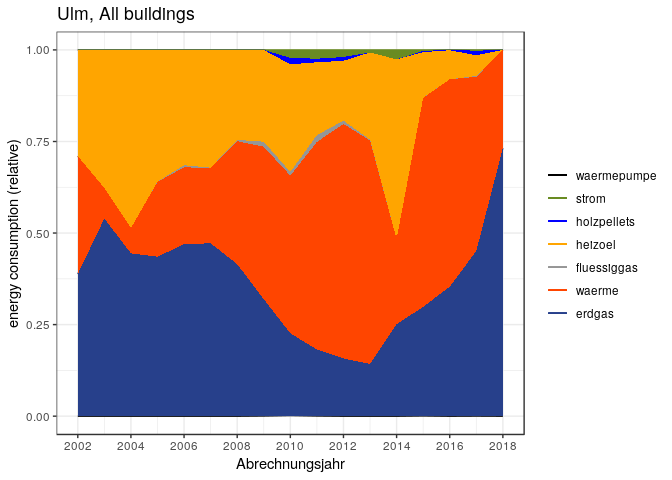 Ulm, All buildings
energy consumption (relative)
1.00
0.75
0.50
0.25
0.00
2002 2004 2006 2008 2010 2012 2014 2016 2018
Abrechnungsjahr
waermepumpe
strom
holzpellets
heizoel
fluessiggas
waerme
erdgas